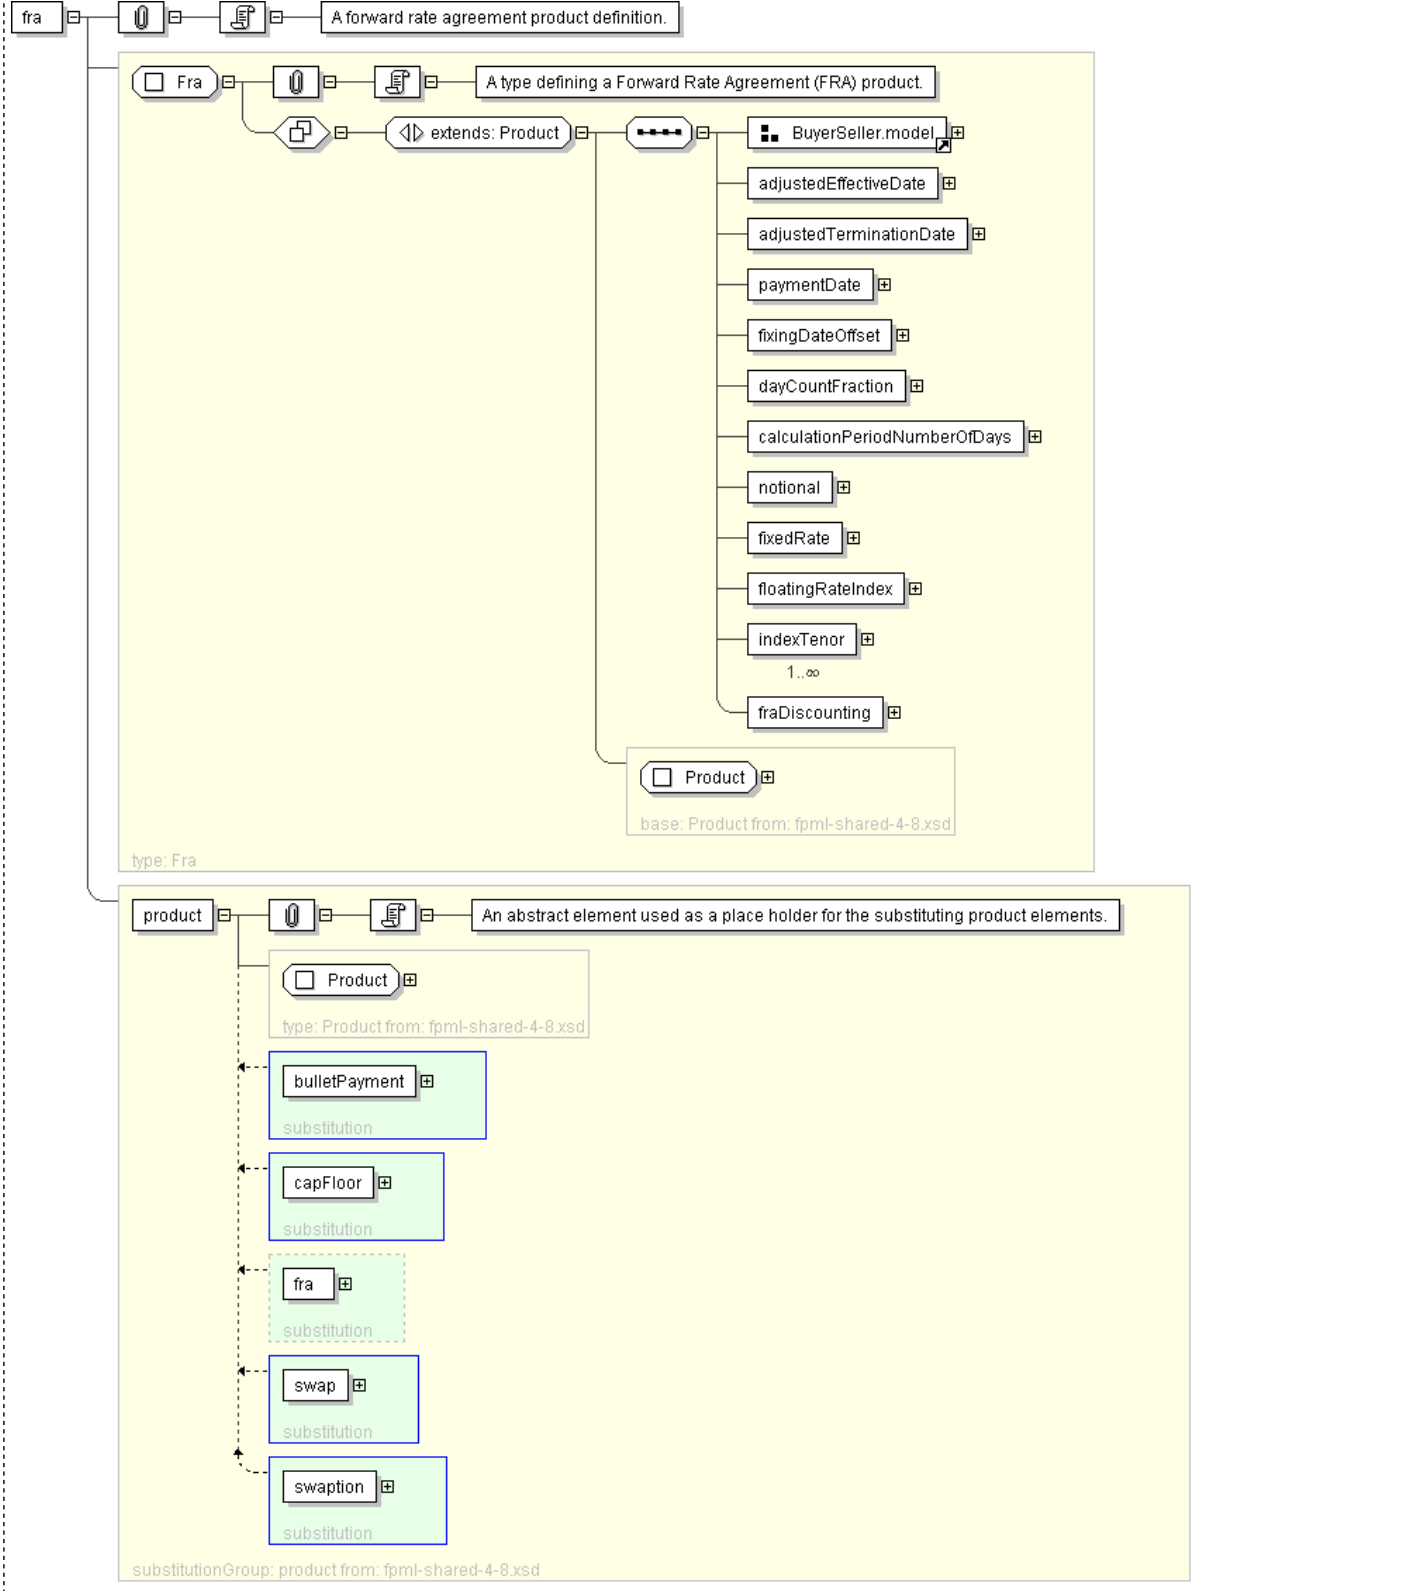 fra
A forward rate agreement product definition.
Fra
A type defining a Forward Rate Agreement (FRA) product.
extends: Product
BuyerSeller.model
adjustedEffectiveDate
adjustedTerminationDate
paymentDate
fixingDateOffset
dayCountFraction
calculationPeriodNumberOfDays
notional
fixedRate
floatingRateIndex
indexTenor
1..∞
fraDiscounting
Product
base: Product from: fpml-shared-4-8.xsd
type: Fra
product
An abstract element used as a place holder for the substituting product elements.
Product
type: Product from: fpml-shared-4-8.xsd
bulletPayment
substitution
capFloor
substitution
fra
substitution
swap
substitution
swaption
substitution
substitutionGroup: product from: fpml-shared-4-8.xsd